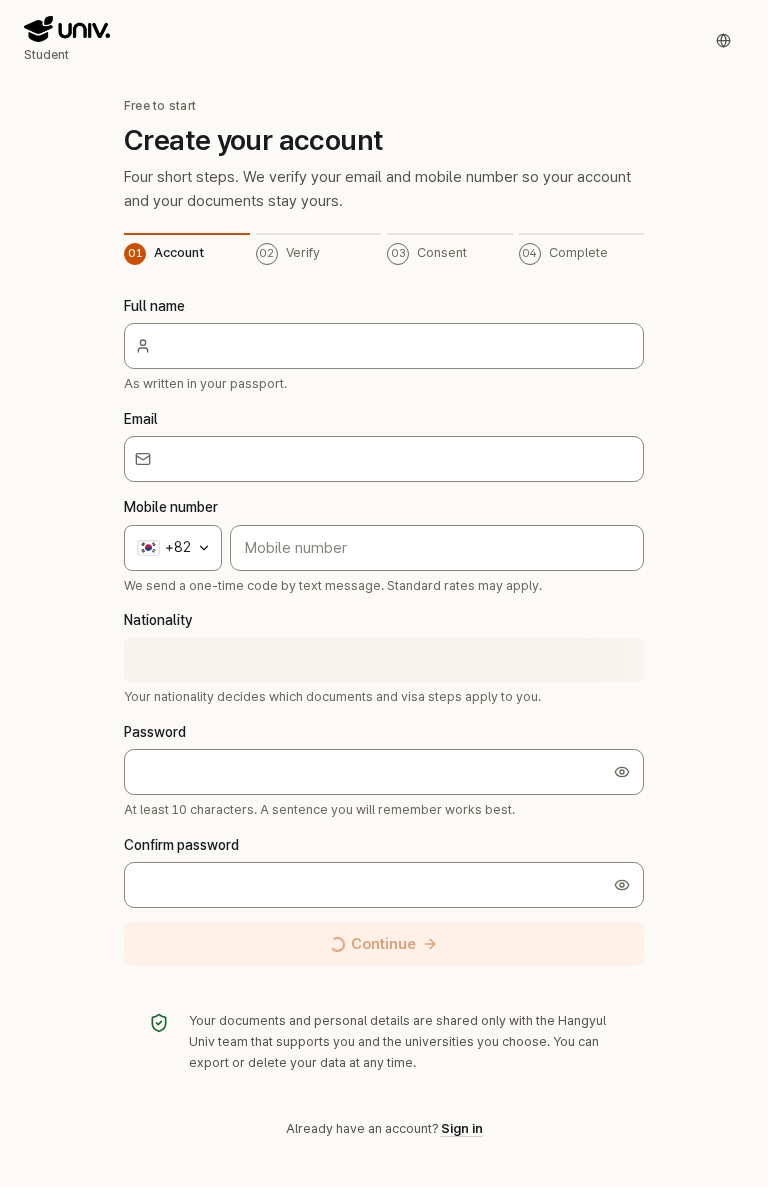 UNIV.
Student
Free to start
Create your account
Four short steps. We verify your email and mobile number so your account
and your documents stay yours.
01 Account
02 Verify
03 Consent
04 Complete
Full name
As written in your passport.
Email
Mobile number
+82
Mobile number
We send a one-time code by text message. Standard rates may apply.
Nationality
Your nationality decides which documents and visa steps apply to you.
Password
At least 10 characters. A sentence you will remember works best.
Confirm password
Continue
Your documents and personal details are shared only with the Hangyul
Univ team that supports you and the universities you choose. You can
export or delete your data at any time.
Already have an account? Sign in